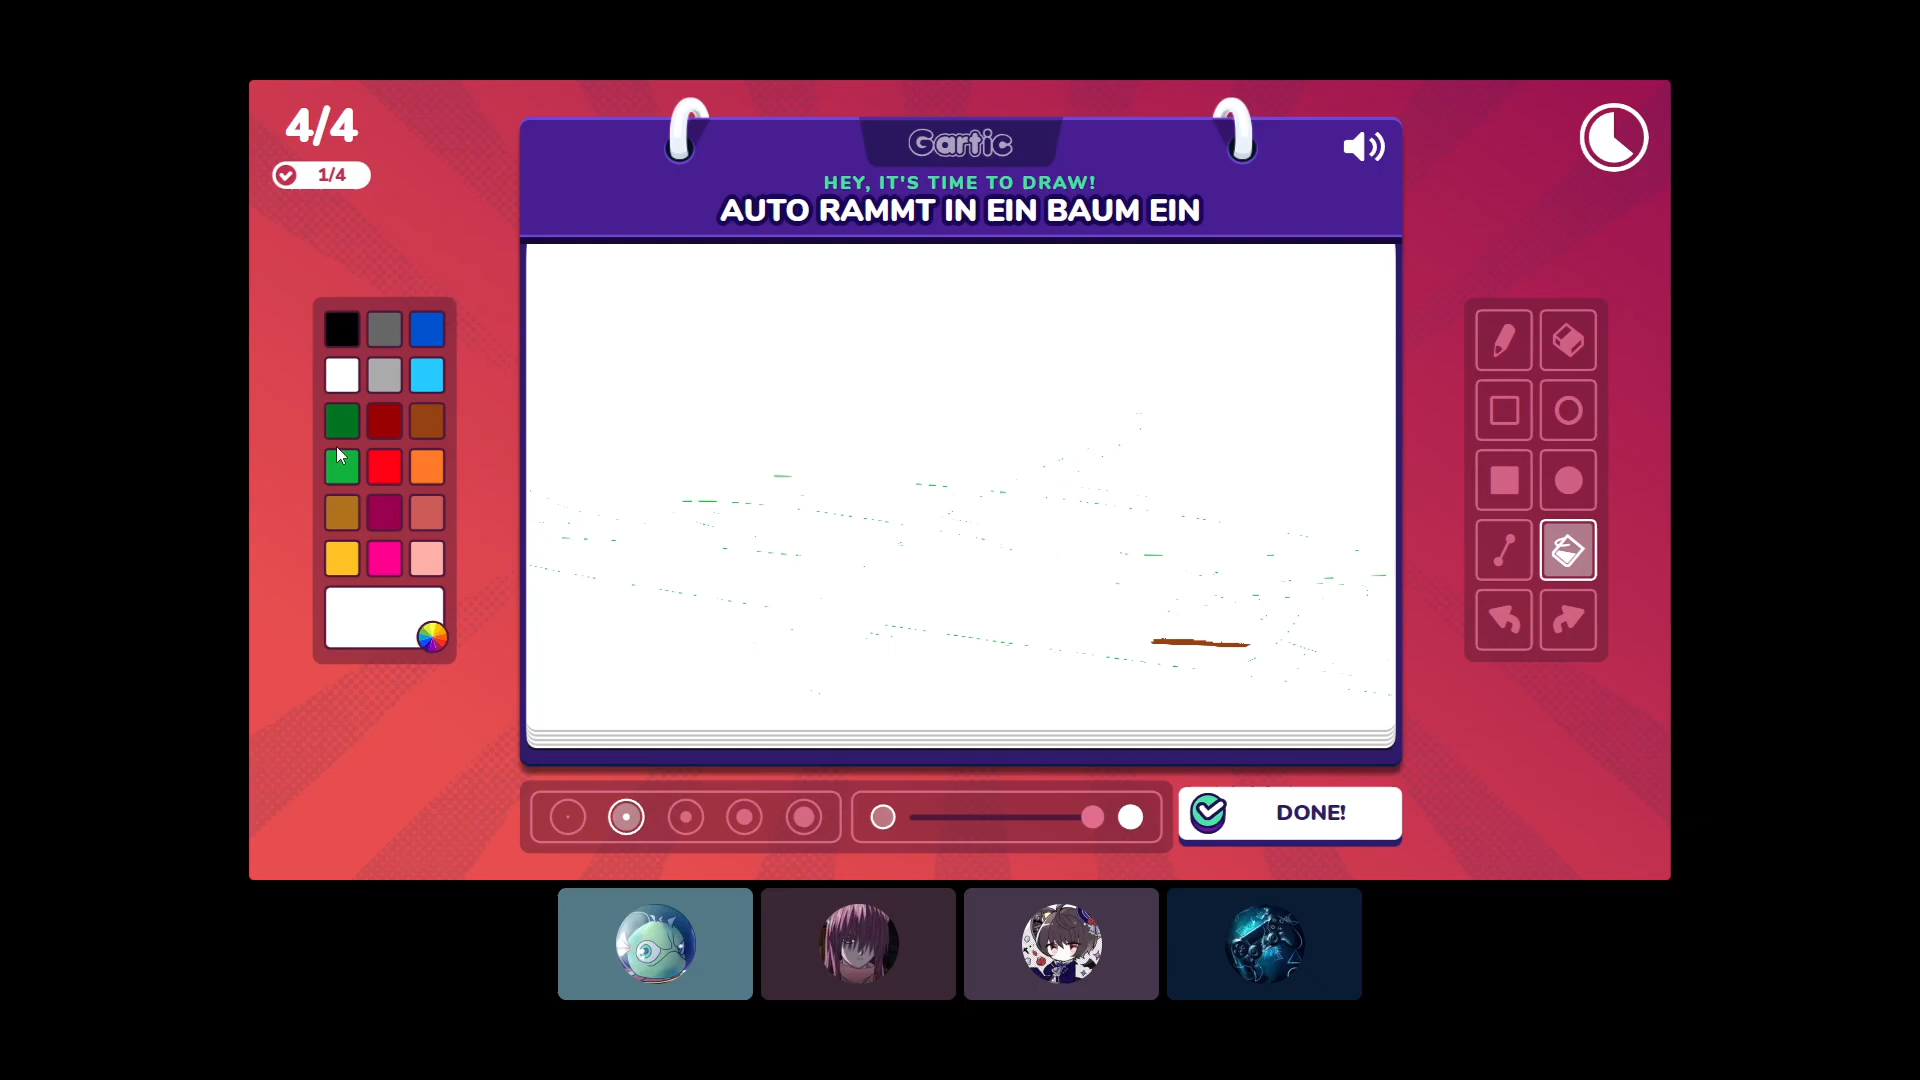 4/4
1/4
Gartic
HEY, IT'S TIME TO DRAW!
AUTO RAMMT IN EIN BAUM EIN
DONE!